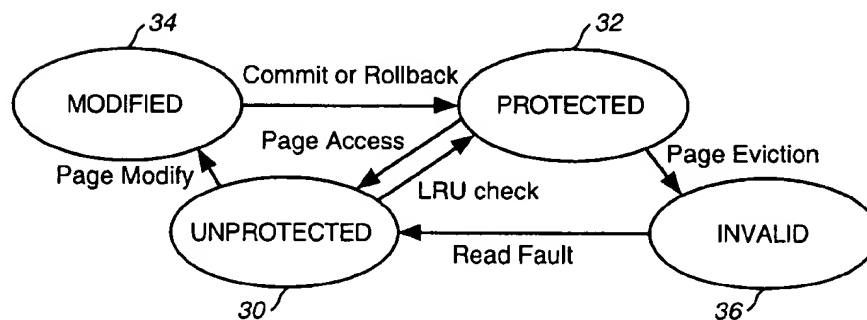 34
32
Commit or Rollback
MODIFIED
PROTECTED
Page Access
Page Eviction
Page Modify
LRU check
UNPROTECTED
INVALID
Read Fault
30
36